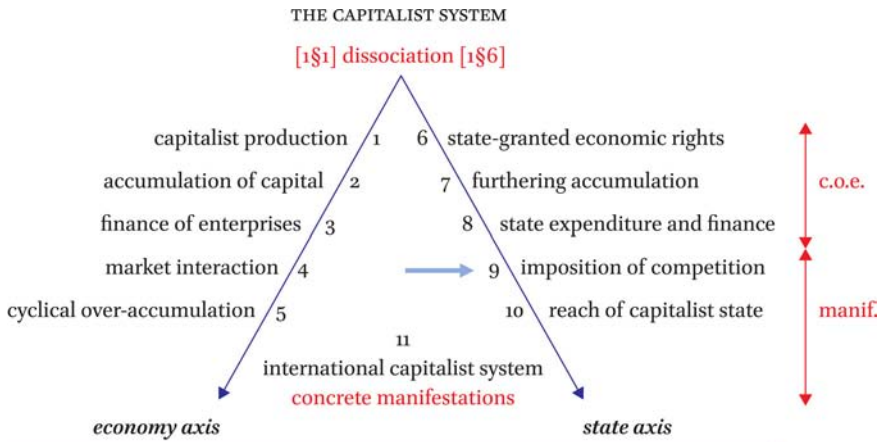 THE CAPITALIST SYSTEM
[1§1] dissociation [1§6]
capitalist production 1 6 state-granted economic rights
accumulation of capital 2 7 furthering accumulation
c.o.e.
finance of enterprises 3 8 state expenditure and finance
market interaction 4 9 imposition of competition
cyclical over-accumulation 5 10 reach of capitalist state manif.
11
international capitalist system
concrete manifestations
economy axis state axis